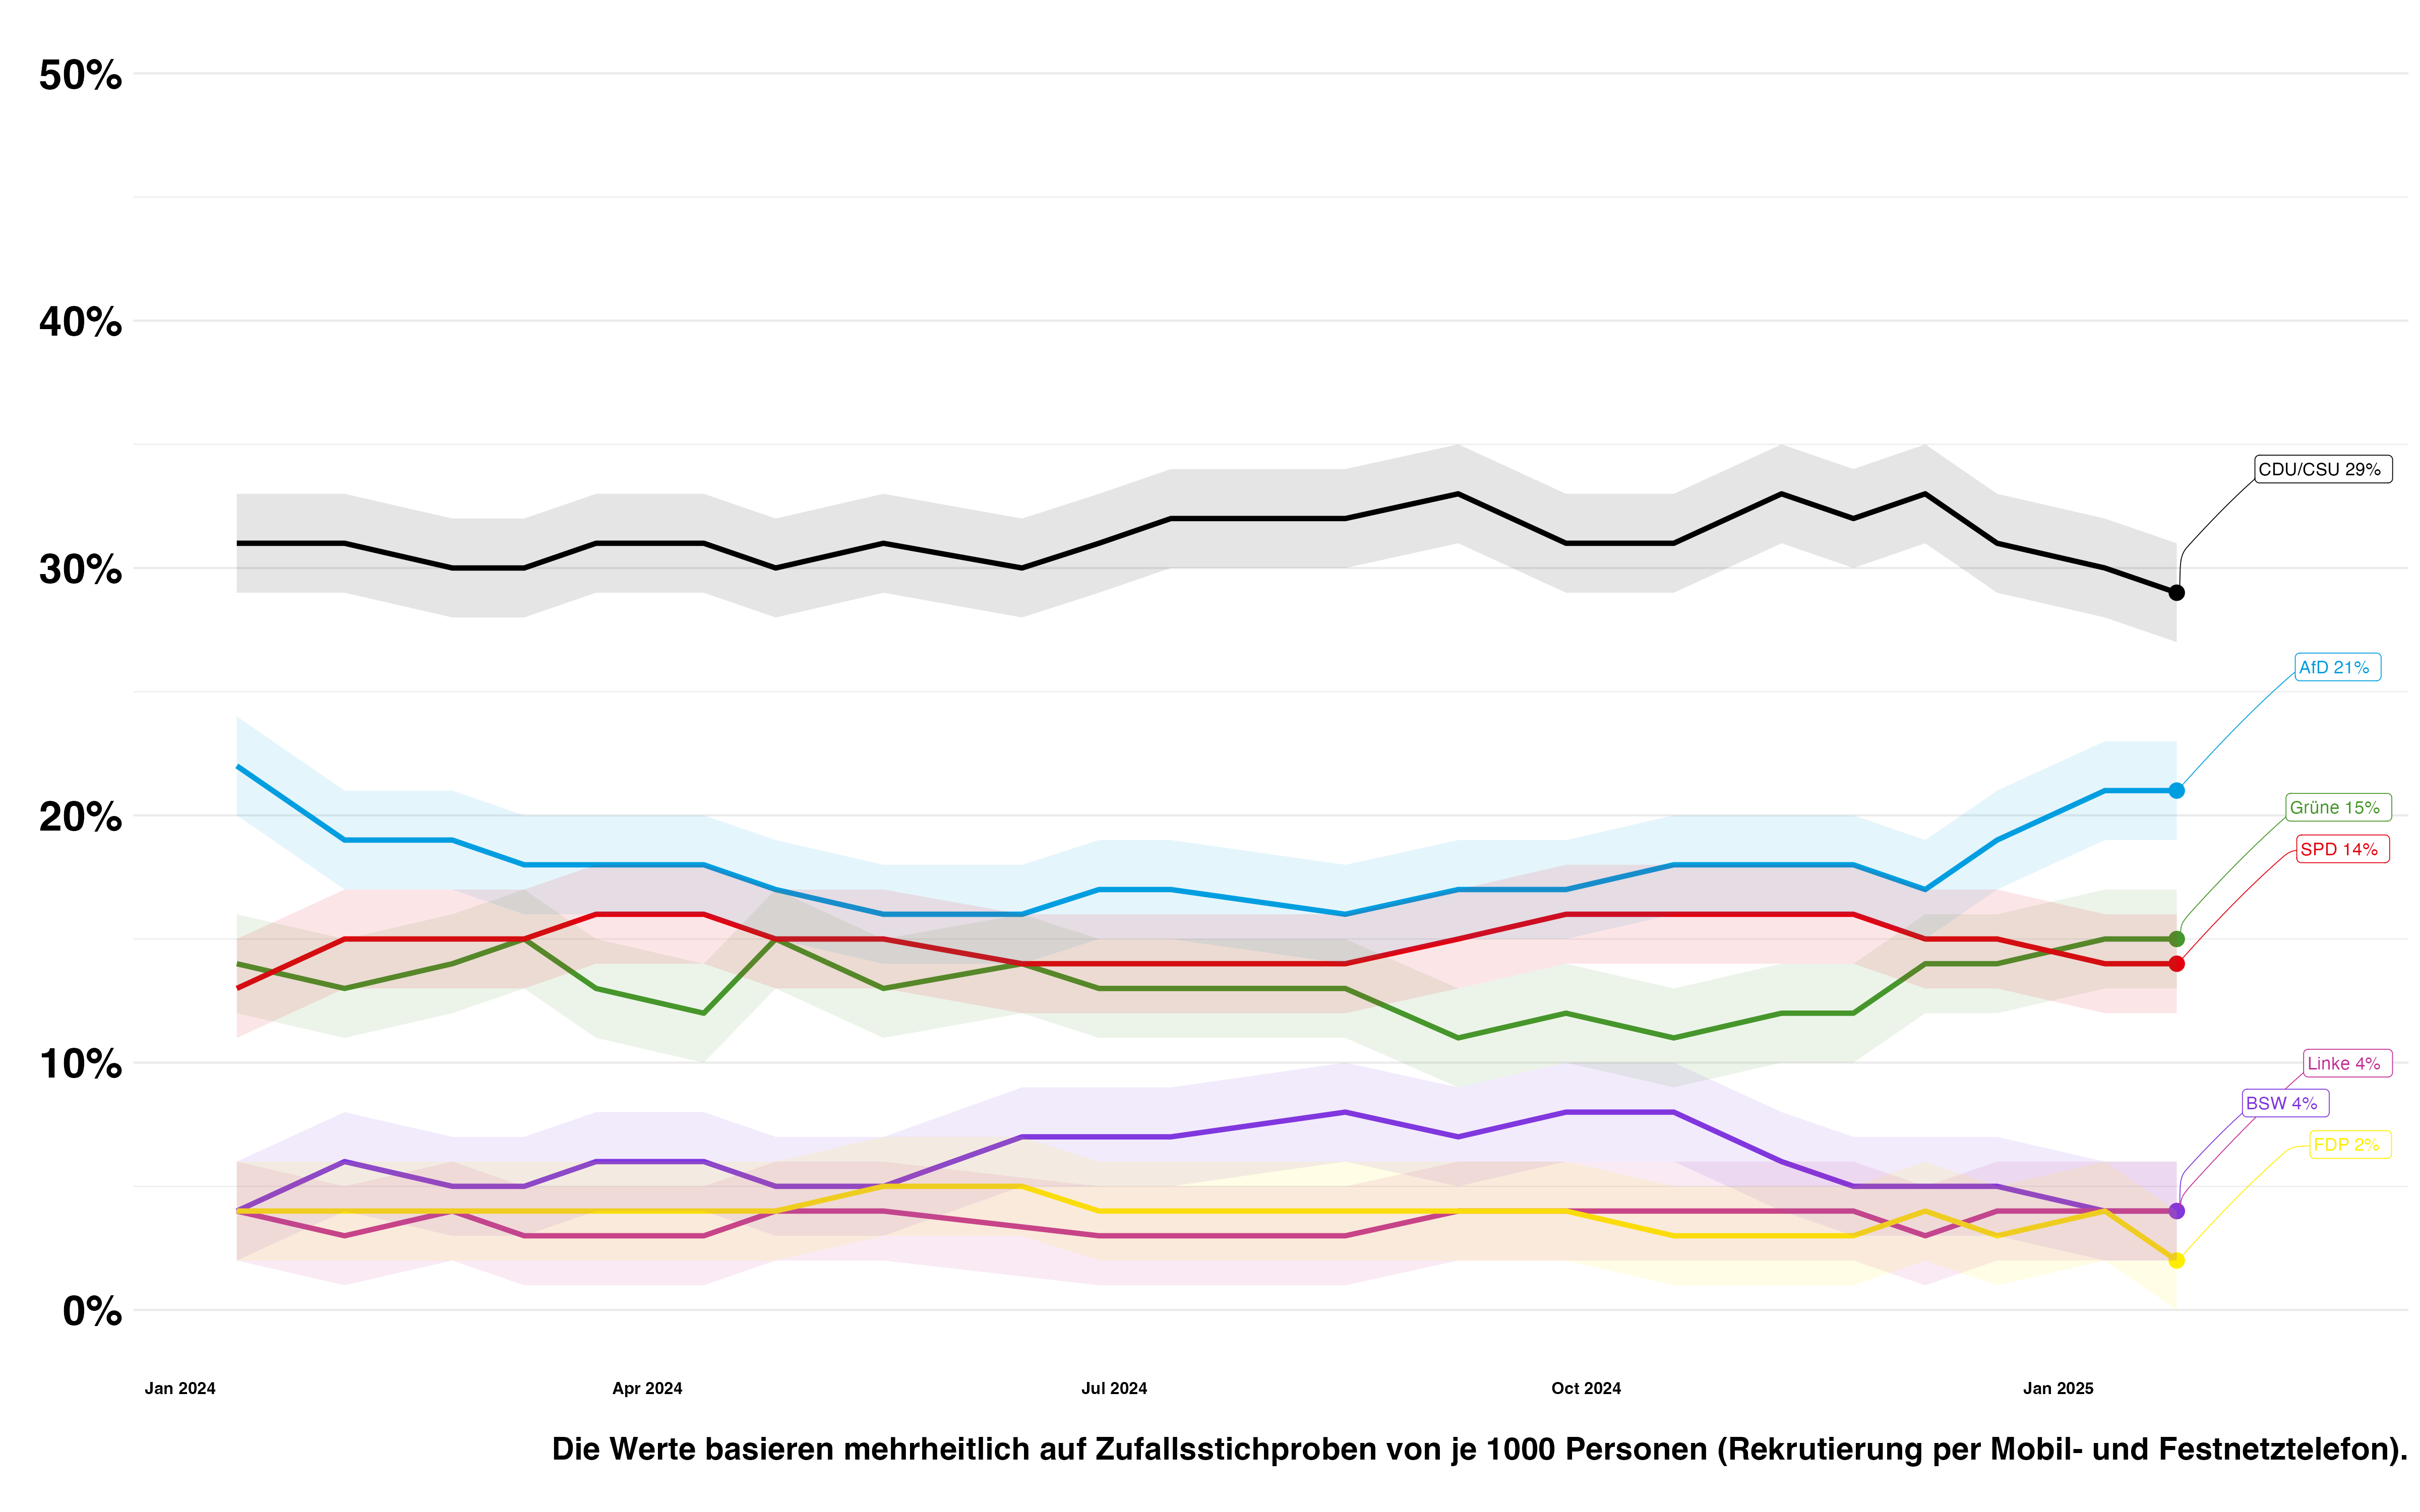 50%
40%
30%
20%
10%
0%
CDU/CSU 29%
AfD 21%
Grüne 15%
SPD 14%
Linke 4%
BSW 4%
FDP 2%
Jan 2024
Apr 2024
Jul 2024
Oct 2024
Jan 2025
Die Werte basieren mehrheitlich auf Zufallsstichproben von je 1000 Personen (Rekrutierung per Mobil- und Festnetztelefon).